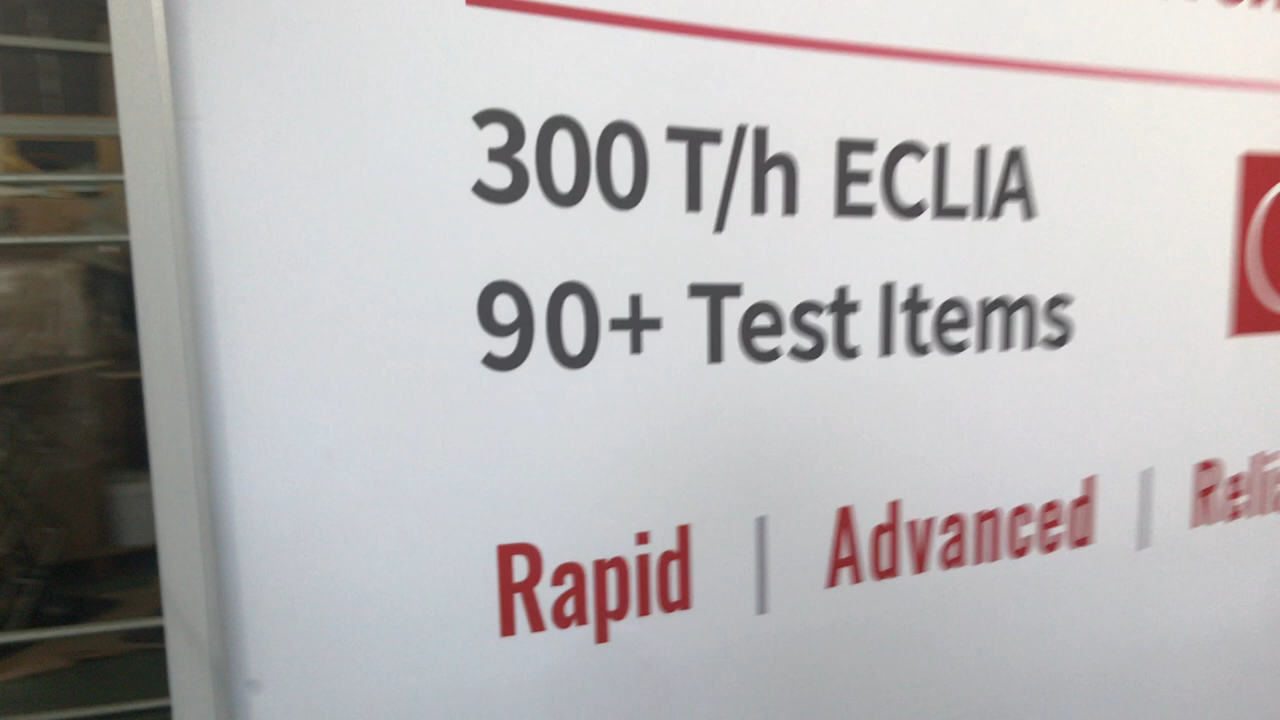 300 T/h ECLIA
90+ Test Items
Rapid | Advanced |